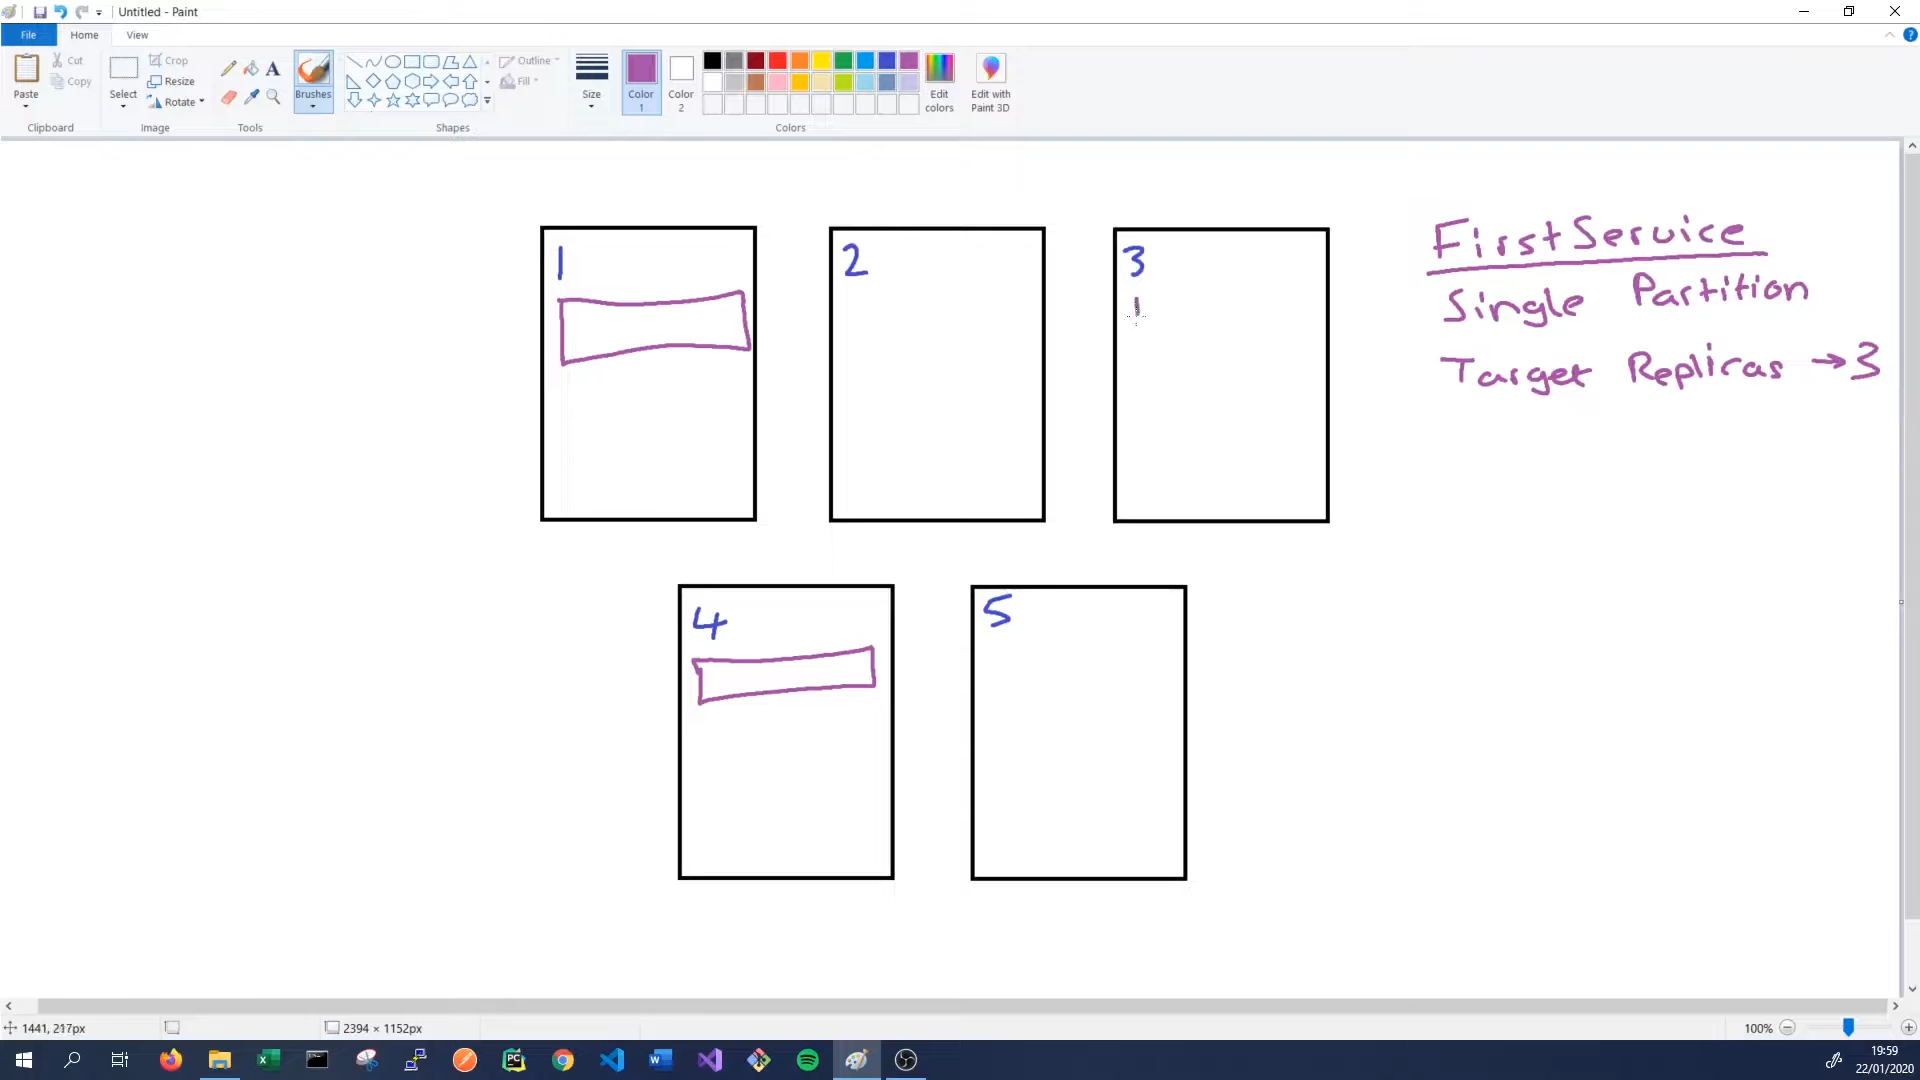 Untitled - Paint
File Home View
Paste
Cut
Copy
Clipboard
Select
Crop
Resize
Rotate
Image
Tools
Brushes
Outline
Fill
Shapes
Size
Color 1
Color 2
Edit colors
Edit with Paint 3D
Colors
1
2
3
4
5
FirstService
Single Partition
Target Replicas → 3
1441, 217px
2394 × 1152px
100%
19:59
22/01/2020